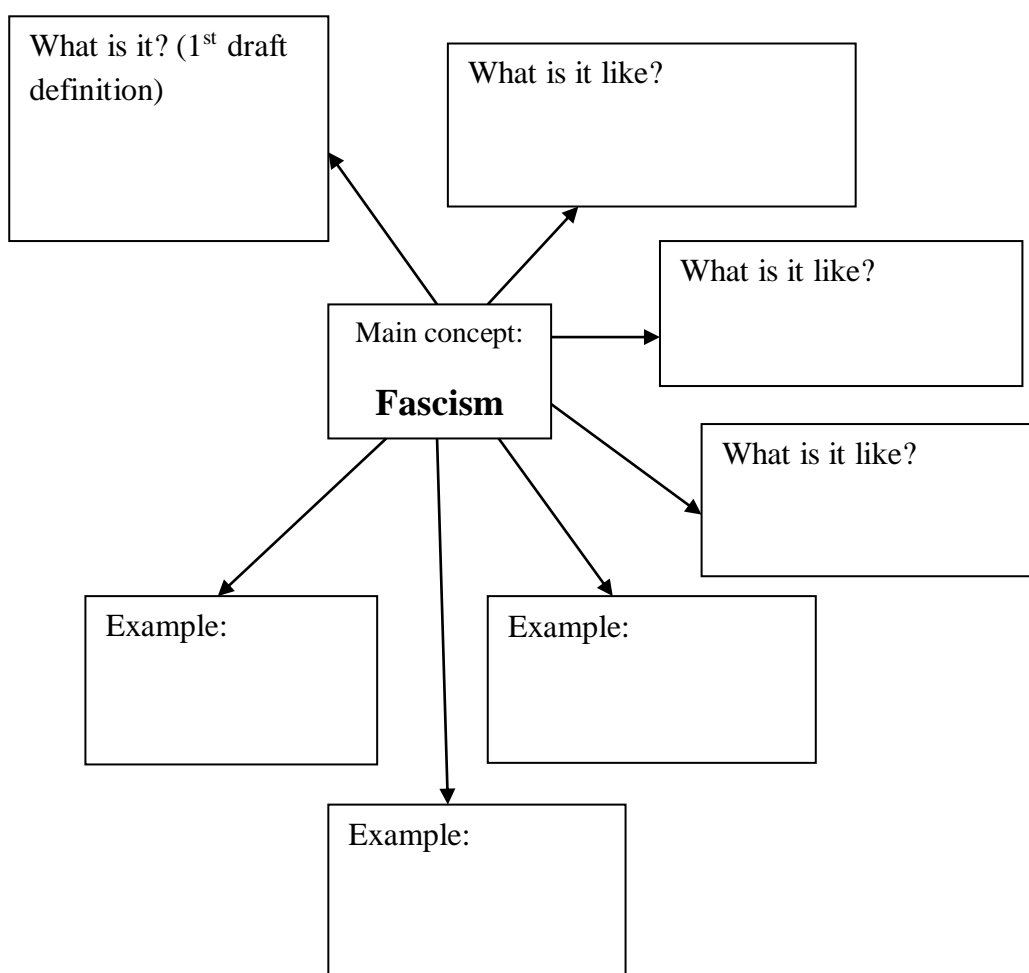 What is it? (1st draft
definition)
What is it like?
What is it like?
Main concept:
Fascism
What is it like?
Example:
Example:
Example: